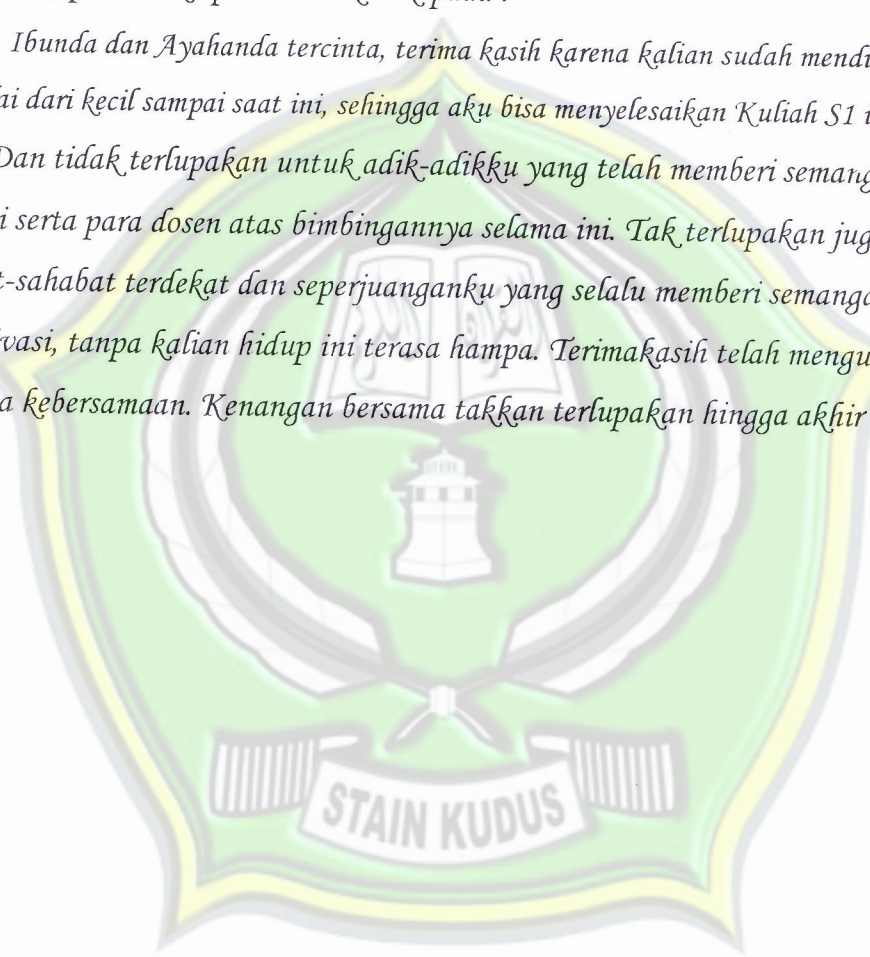 Ibunda dan Ayahanda tercinta, terima kasih karena kalian sudah mendi
ai dari kecil sampai saat ini, sehingga aku bisa menyelesaikan Kuliah S1 i
Dan tidak terlupakan untuk adik-adikku yang telah memberi semang
i serta para dosen atas bimbingannya selama ini. Tak terlupakan jug
t-sahabat terdekat dan seperjuanganku yang selalu memberi semanga
vasi, tanpa kalian hidup ini terasa hampa. Terimakasih telah mengu
a kebersamaan. Kenangan bersama takkan terlupakan hingga akhir
STAIN KUDUS